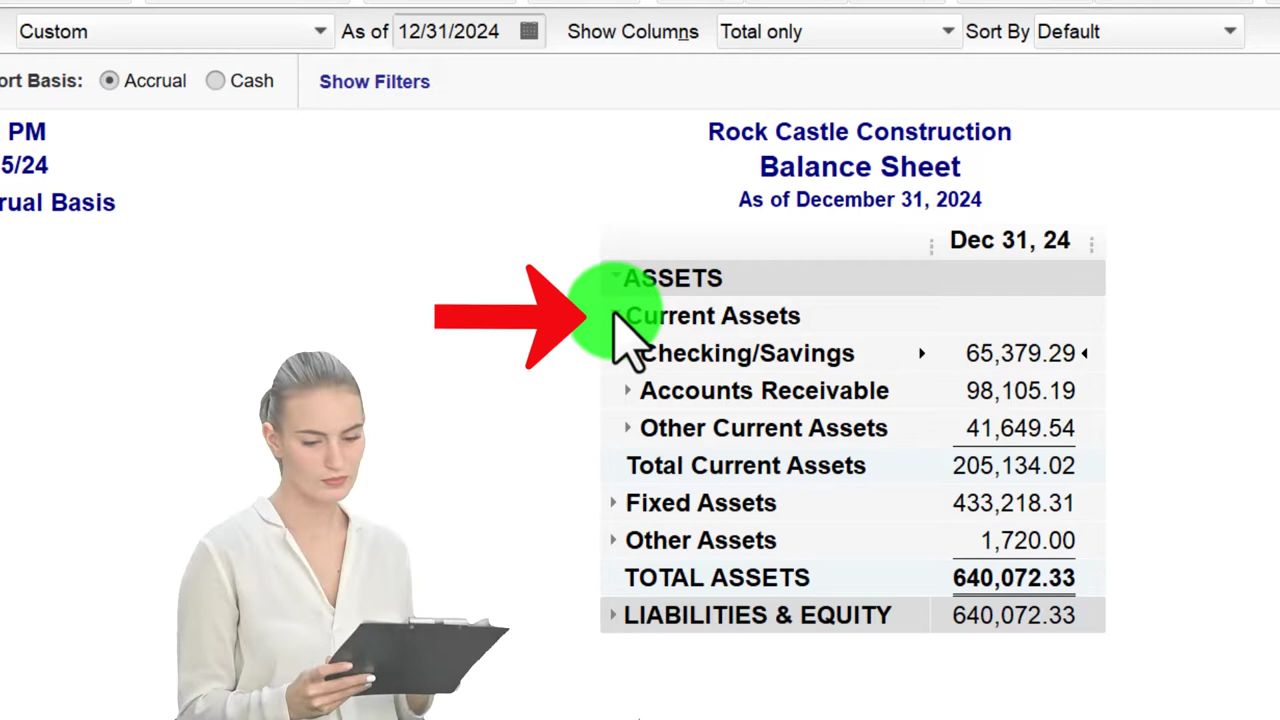 Custom As of 12/31/2024 Show Columns Total only Sort By Default
ort Basis: Accrual Cash Show Filters
PM
5/24
rual Basis
Rock Castle Construction
Balance Sheet
As of December 31, 2024
Dec 31, 24
ASSETS
Current Assets
Checking/Savings 65,379.29
Accounts Receivable 98,105.19
Other Current Assets 41,649.54
Total Current Assets 205,134.02
Fixed Assets 433,218.31
Other Assets 1,720.00
TOTAL ASSETS 640,072.33
LIABILITIES & EQUITY 640,072.33